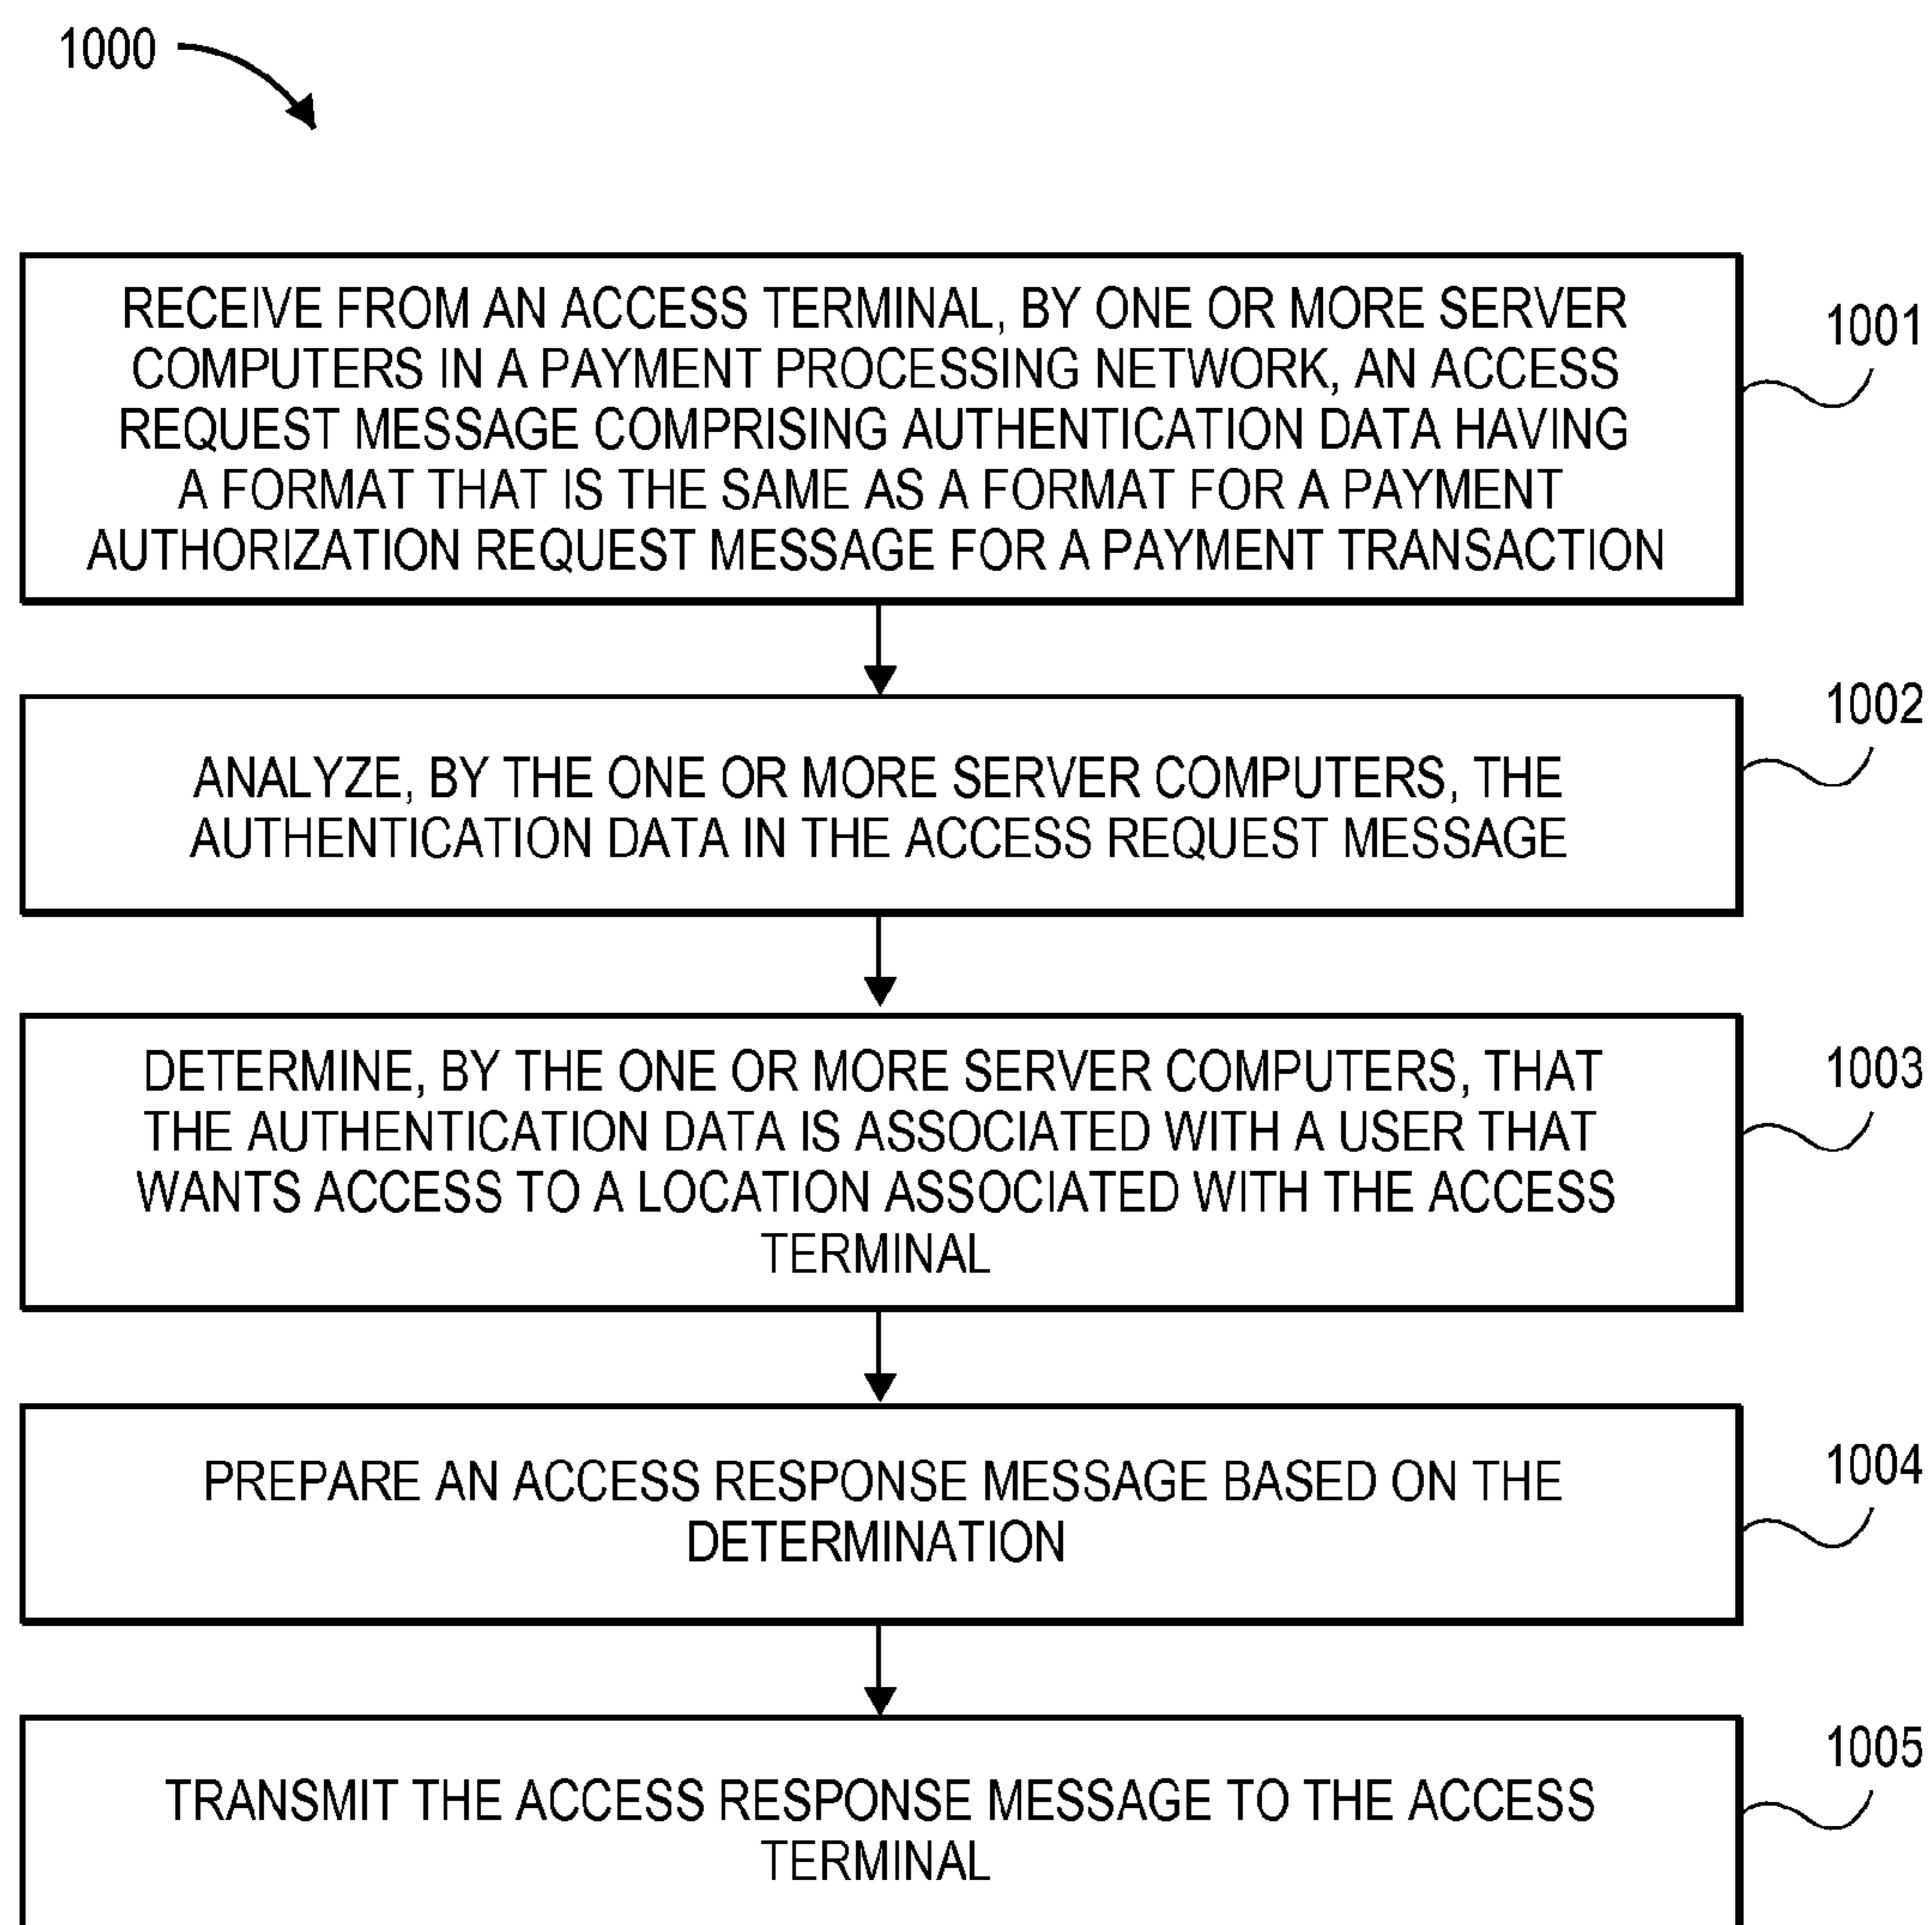 1000
RECEIVE FROM AN ACCESS TERMINAL, BY ONE OR MORE SERVER
COMPUTERS IN A PAYMENT PROCESSING NETWORK, AN ACCESS
REQUEST MESSAGE COMPRISING AUTHENTICATION DATA HAVING
A FORMAT THAT IS THE SAME AS A FORMAT FOR A PAYMENT
AUTHORIZATION REQUEST MESSAGE FOR A PAYMENT TRANSACTION
1001
ANALYZE, BY THE ONE OR MORE SERVER COMPUTERS, THE
AUTHENTICATION DATA IN THE ACCESS REQUEST MESSAGE
1002
DETERMINE, BY THE ONE OR MORE SERVER COMPUTERS, THAT
THE AUTHENTICATION DATA IS ASSOCIATED WITH A USER THAT
WANTS ACCESS TO A LOCATION ASSOCIATED WITH THE ACCESS
TERMINAL
1003
PREPARE AN ACCESS RESPONSE MESSAGE BASED ON THE
DETERMINATION
1004
TRANSMIT THE ACCESS RESPONSE MESSAGE TO THE ACCESS
TERMINAL
1005